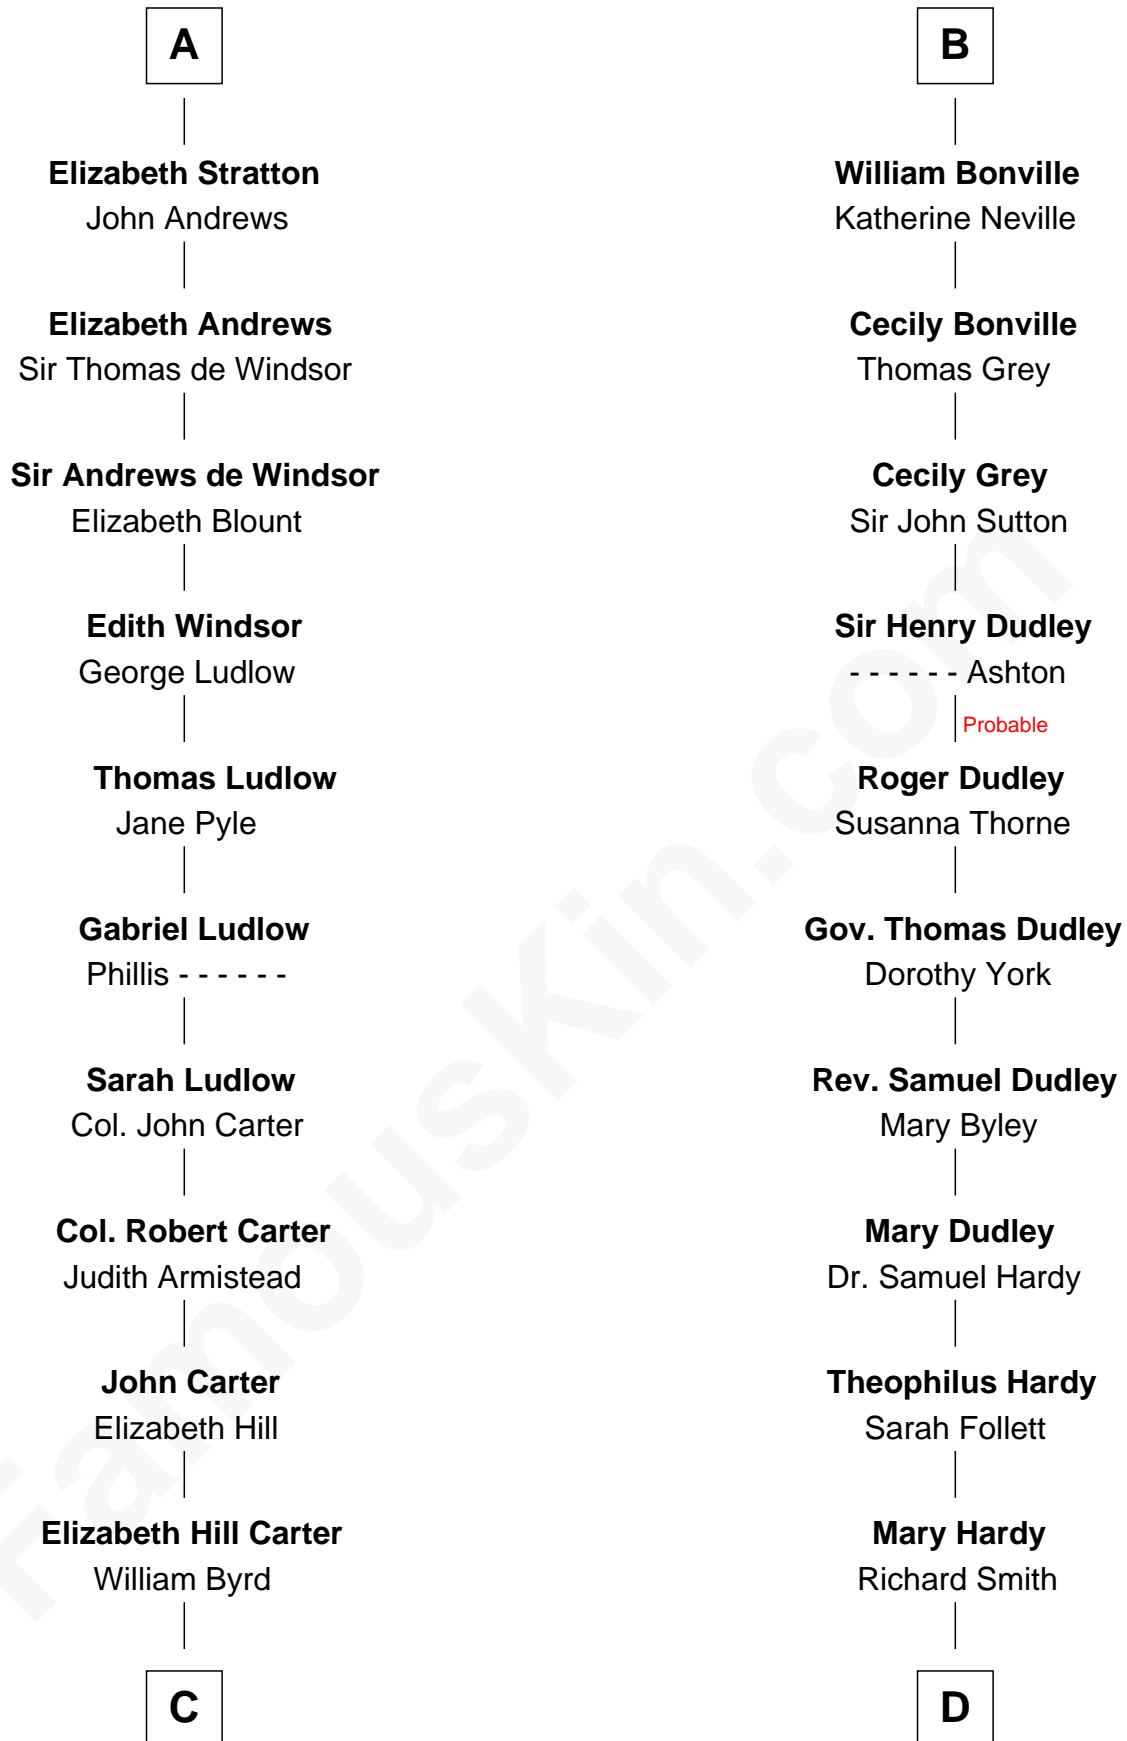 A
Elizabeth Stratton
John Andrews
Elizabeth Andrews
Sir Thomas de Windsor
Sir Andrews de Windsor
Elizabeth Blount
Edith Windsor
George Ludlow
Thomas Ludlow
Jane Pyle
Gabriel Ludlow
Phillis - - - - - -
Sarah Ludlow
Col. John Carter
Col. Robert Carter
Judith Armistead
John Carter
Elizabeth Hill
Elizabeth Hill Carter
William Byrd
C
B
William Bonville
Katherine Neville
Cecily Bonville
Thomas Grey
Cecily Grey
Sir John Sutton
Sir Henry Dudley
- - - - - - Ashton
Probable
Roger Dudley
Susanna Thorne
Gov. Thomas Dudley
Dorothy York
Rev. Samuel Dudley
Mary Byley
Mary Dudley
Dr. Samuel Hardy
Theophilus Hardy
Sarah Follett
Mary Hardy
Richard Smith
D
FamousKin.com